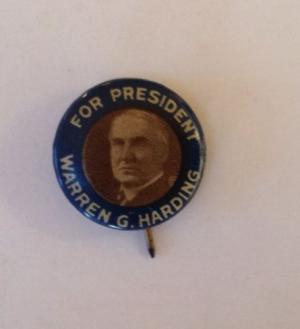 FOR PRESIDENT
WARREN G. HARDING